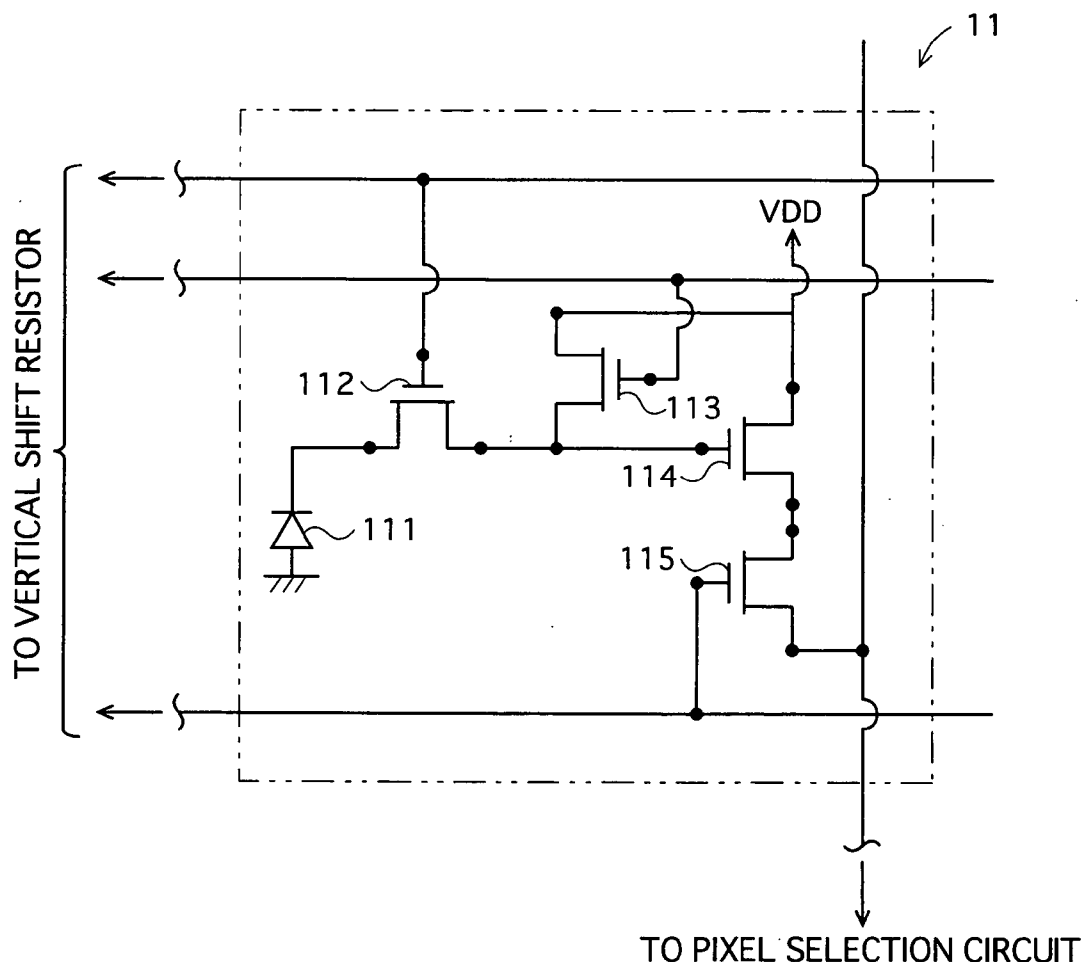 11
VDD
TO VERTICAL SHIFT RESISTOR
112
113
114
111
115
TO PIXEL SELECTION CIRCUIT